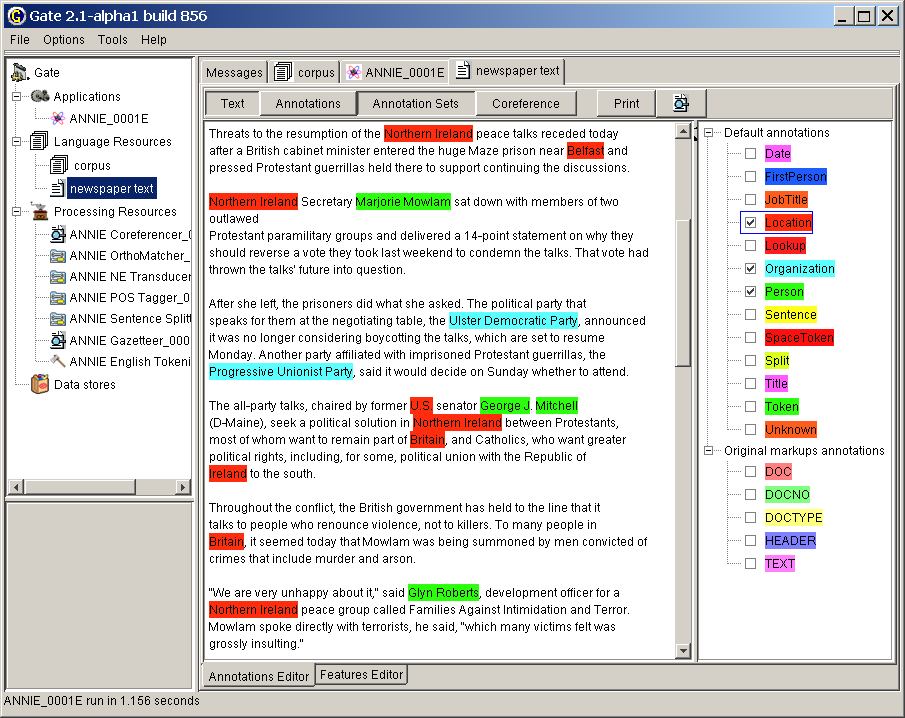 Gate 2.1-alpha1 build 856
File Options Tools Help
Gate
Applications
ANNIE_0001E
Language Resources
corpus
newspaper text
Processing Resources
ANNIE Coreferencer_0
ANNIE OrthoMatcher_
ANNIE NE Transducer
ANNIE POS Tagger_0
ANNIE Sentence Splitt
ANNIE Gazetteer_000
ANNIE English Tokeni
Data stores
Messages corpus ANNIE_0001E newspaper text
Text Annotations Annotation Sets Coreference Print
Threats to the resumption of the Northern Ireland peace talks receded today
after a British cabinet minister entered the huge Maze prison near Belfast and
pressed Protestant guerrillas held there to support continuing the discussions.
Northern Ireland Secretary Marjorie Mowlam sat down with members of two
outlawed
Protestant paramilitary groups and delivered a 14-point statement on why they
should reverse a vote they took last weekend to condemn the talks. That vote had
thrown the talks' future into question.
After she left, the prisoners did what she asked. The political party that
speaks for them at the negotiating table, the Ulster Democratic Party, announced
it was no longer considering boycotting the talks, which are set to resume
Monday. Another party affiliated with imprisoned Protestant guerrillas, the
Progressive Unionist Party, said it would decide on Sunday whether to attend.
The all-party talks, chaired by former U.S. senator George J. Mitchell
(D-Maine), seek a political solution in Northern Ireland between Protestants,
most of whom want to remain part of Britain, and Catholics, who want greater
political rights, including, for some, political union with the Republic of
Ireland to the south.
Throughout the conflict, the British government has held to the line that it
talks to people who renounce violence, not to killers. To many people in
Britain, it seemed today that Mowlam was being summoned by men convicted of
crimes that include murder and arson.
"We are very unhappy about it," said Glyn Roberts, development officer for a
Northern Ireland peace group called Families Against Intimidation and Terror.
Mowlam spoke directly with terrorists, he said, "which many victims felt was
grossly insulting."
Default annotations
Date
FirstPerson
JobTitle
Location
Lookup
Organization
Person
Sentence
SpaceToken
Split
Title
Token
Unknown
Original markups annotations
DOC
DOCNO
DOCTYPE
HEADER
TEXT
Annotations Editor Features Editor
ANNIE_0001E run in 1.156 seconds